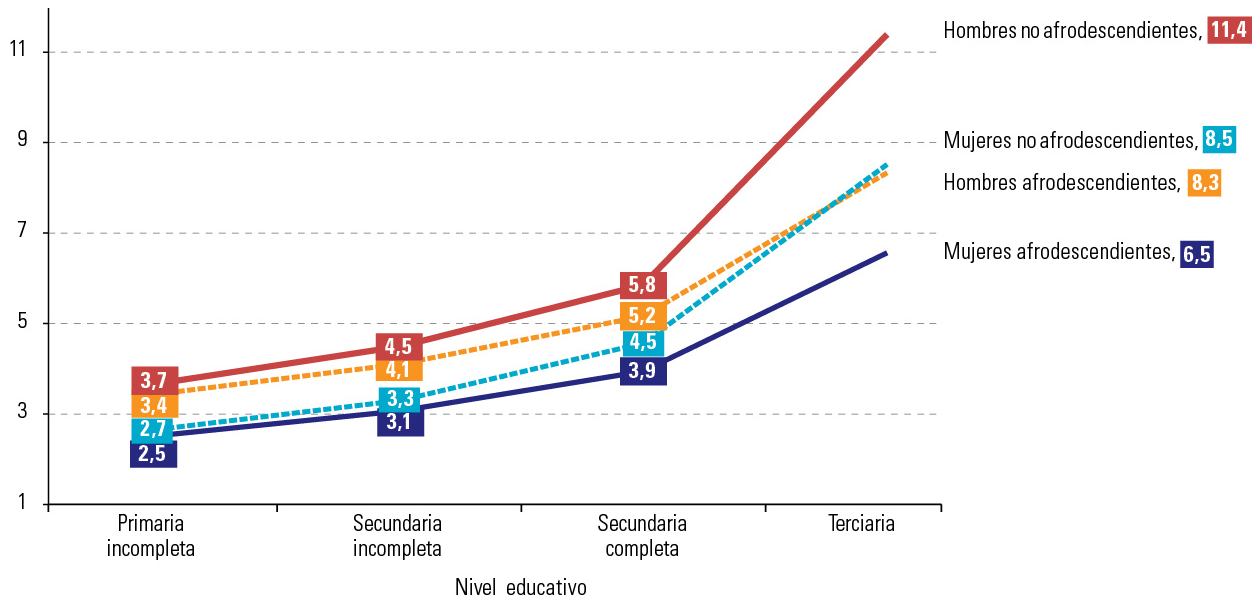 11
9
7
5
3
1
Hombres no afrodescendientes, 11,4
Mujeres no afrodescendientes, 8,5
Hombres afrodescendientes, 8,3
Mujeres afrodescendientes, 6,5
3,7
3,4
2,7
2,5
4,5
4,1
3,3
3,1
5,8
5,2
4,5
3,9
Primaria
incompleta
Secundaria
incompleta
Secundaria
completa
Terciaria
Nivel educativo